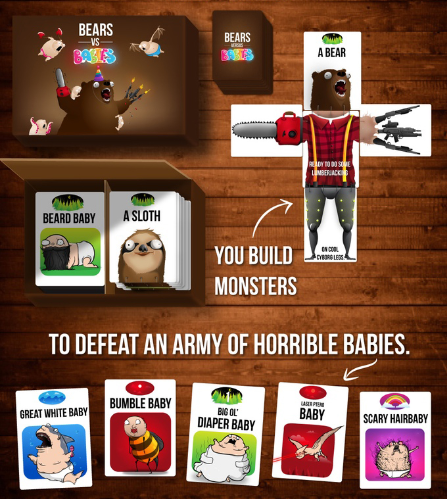 BEARS
VS
BABIES
BEARS
VERSUS
BABIES
A BEAR
READY TO DO SOME
LUMBERJACKING
ON COOL
CYBORG LEGS
BEARD BABY
A SLOTH
YOU BUILD
MONSTERS
TO DEFEAT AN ARMY OF HORRIBLE BABIES.
GREAT WHITE BABY
BUMBLE BABY
BIG OL'
DIAPER BABY
LASER PTERO
BABY
SCARY HAIRBABY